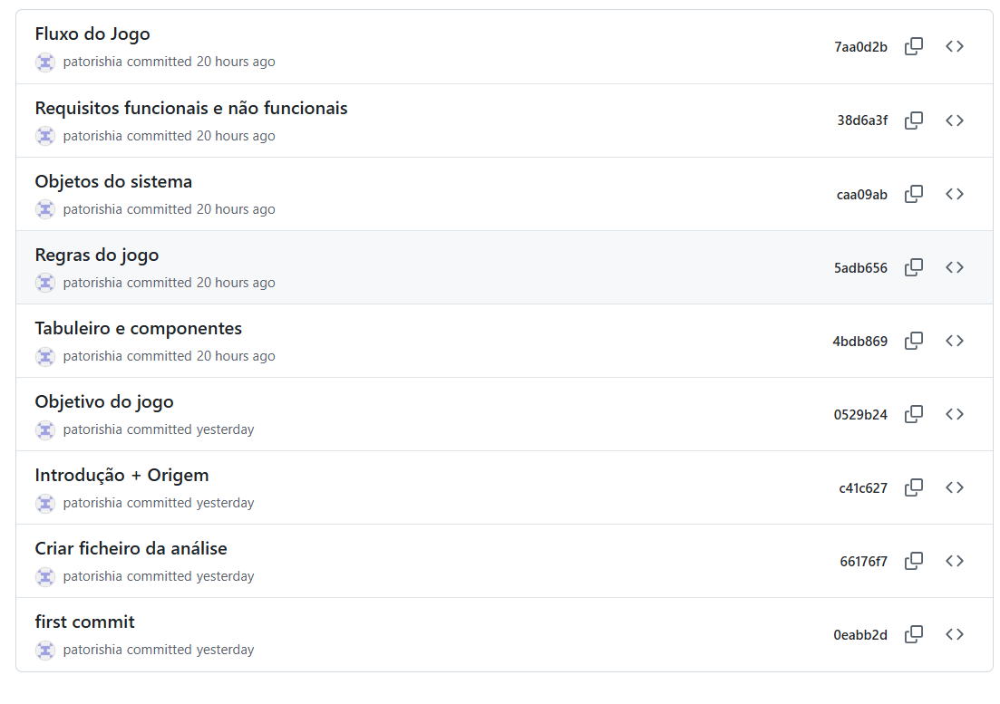 Fluxo do Jogo
7aa0d2b
patorishia committed 20 hours ago
Requisitos funcionais e não funcionais
38d6a3f
patorishia committed 20 hours ago
Objetos do sistema
caa09ab
patorishia committed 20 hours ago
Regras do jogo
5adb656
patorishia committed 20 hours ago
Tabuleiro e componentes
4bdb869
patorishia committed 20 hours ago
Objetivo do jogo
0529b24
patorishia committed yesterday
Introdução + Origem
c41c627
patorishia committed yesterday
Criar ficheiro da análise
66176f7
patorishia committed yesterday
first commit
0eabb2d
patorishia committed yesterday